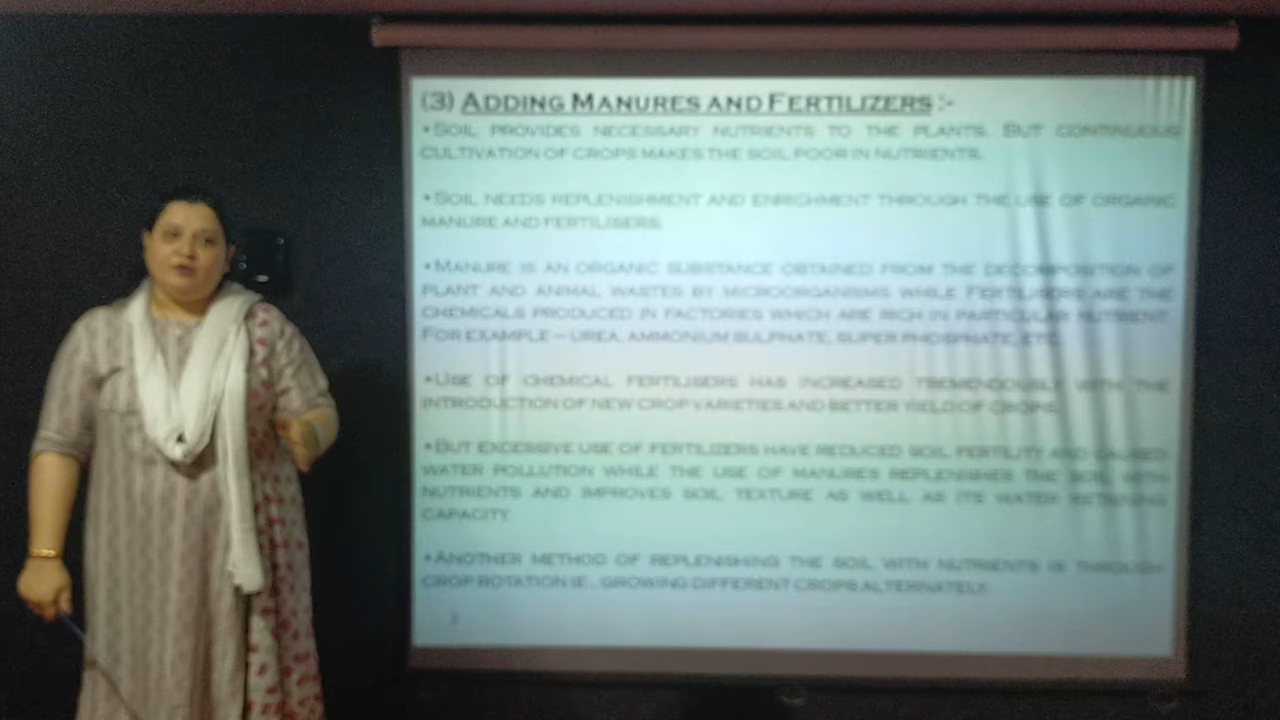 (3) ADDING MANURES AND FERTILIZERS :-
•SOIL PROVIDES NECESSARY NUTRIENTS TO THE PLANTS. BUT CONTINUOUS
CULTIVATION OF CROPS MAKES THE SOIL POOR IN NUTRIENTS.
•SOIL NEEDS REPLENISHMENT AND ENRICHMENT THROUGH THE USE OF ORGANIC
MANURE AND FERTILISERS.
•MANURE IS AN ORGANIC SUBSTANCE OBTAINED FROM THE DECOMPOSITION OF
PLANT AND ANIMAL WASTES BY MICROORGANISMS WHILE FERTILISERS ARE THE
CHEMICALS PRODUCED IN FACTORIES WHICH ARE RICH IN PARTICULAR NUTRIENT.
FOR EXAMPLE – UREA, AMMONIUM SULPHATE, SUPER PHOSPHATE, ETC.
•USE OF CHEMICAL FERTILISERS HAS INCREASED TREMENDOUSLY WITH THE
INTRODUCTION OF NEW CROP VARIETIES AND BETTER YIELD OF CROPS.
•BUT EXCESSIVE USE OF FERTILIZERS HAVE REDUCED SOIL FERTILITY AND CAUSED
WATER POLLUTION WHILE THE USE OF MANURES REPLENISHES THE SOIL WITH
NUTRIENTS AND IMPROVES SOIL TEXTURE AS WELL AS ITS WATER RETAINING
CAPACITY.
•ANOTHER METHOD OF REPLENISHING THE SOIL WITH NUTRIENTS IS THROUGH
CROP ROTATION IE., GROWING DIFFERENT CROPS ALTERNATELY.